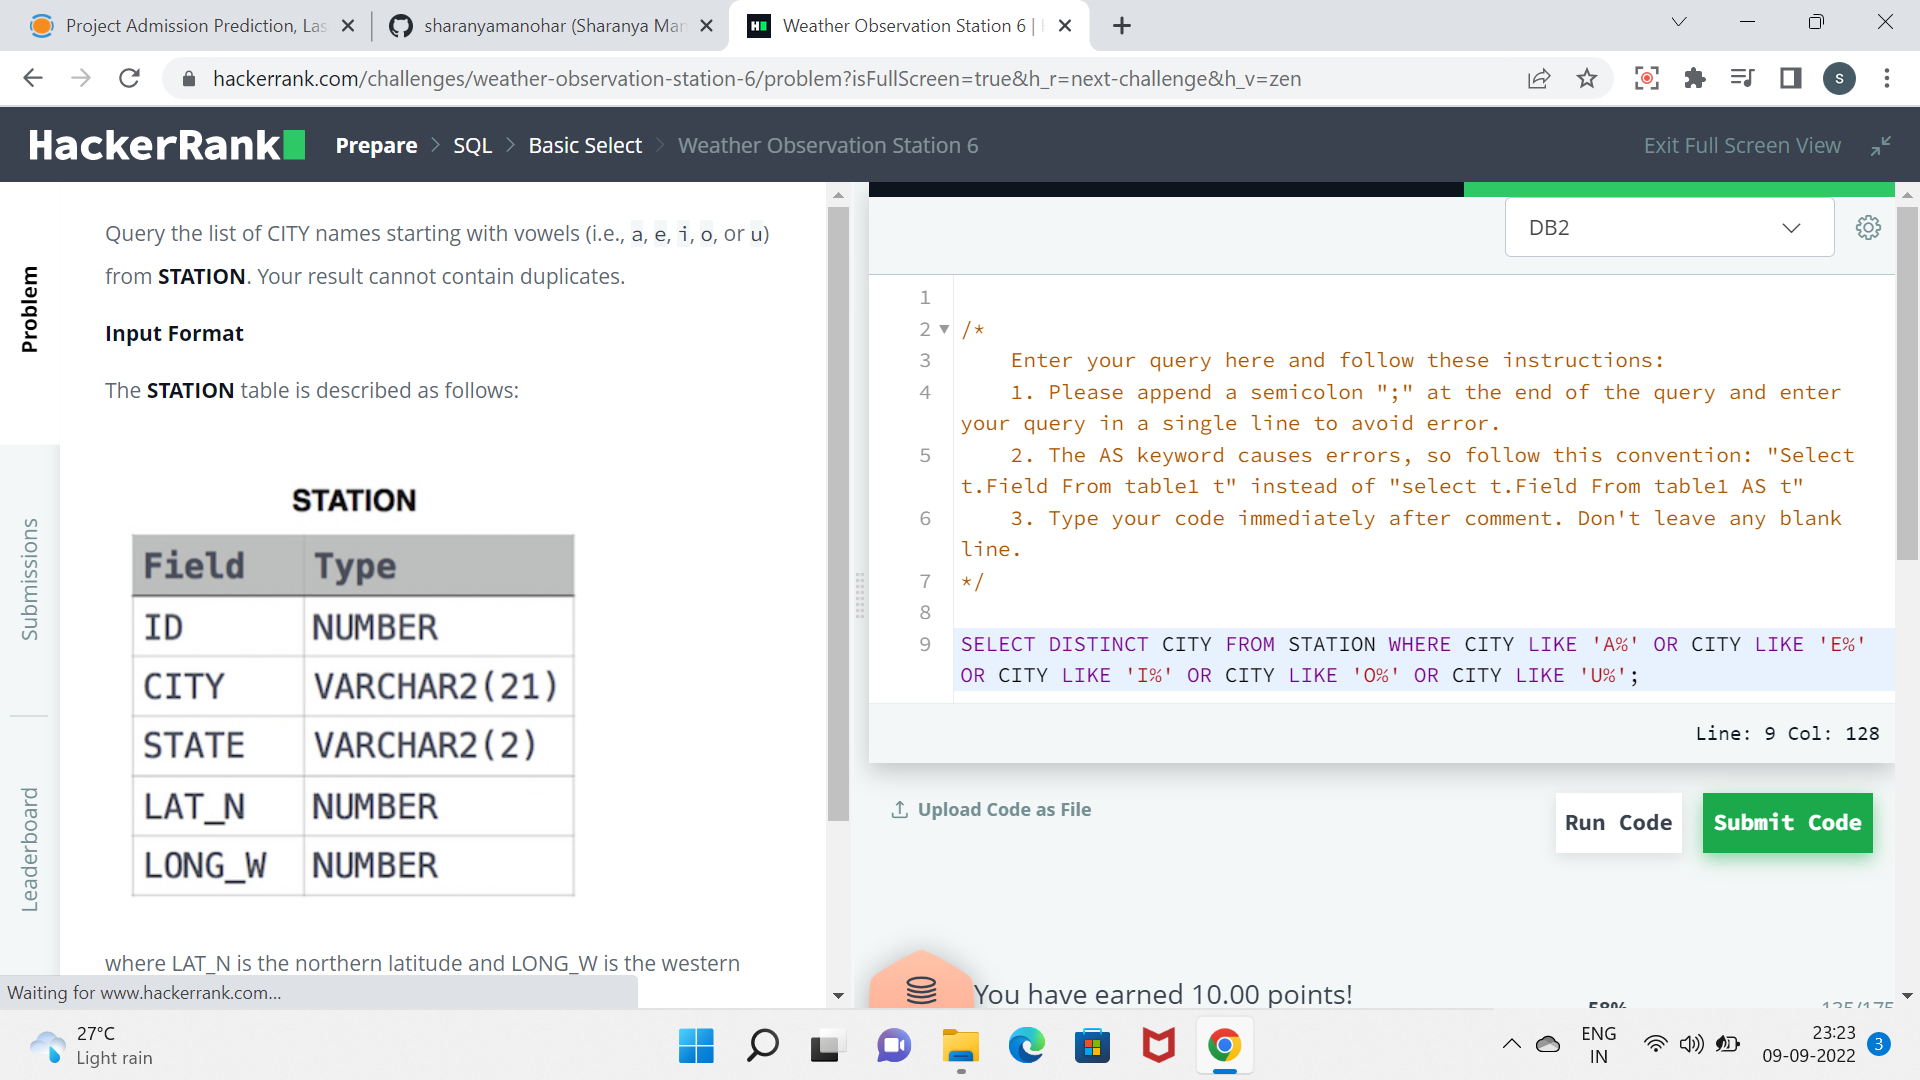 Project Admission Prediction, Las
sharanyamanohar (Sharanya Mar
Weather Observation Station 6 |
hackerrank.com/challenges/weather-observation-station-6/problem?isFullScreen=true&h_r=next-challenge&h_v=zen
S
HackerRank
Prepare > SQL > Basic Select > Weather Observation Station 6
Exit Full Screen View
Problem
Submissions
Leaderboard
Query the list of CITY names starting with vowels (i.e., a, e, i, o, or u)
from STATION. Your result cannot contain duplicates.
Input Format
The STATION table is described as follows:
STATION
Field Type
ID NUMBER
CITY VARCHAR2(21)
STATE VARCHAR2(2)
LAT_N NUMBER
LONG_W NUMBER
where LAT_N is the northern latitude and LONG_W is the western
Waiting for www.hackerrank.com...
DB2
1
2 /*
3 Enter your query here and follow these instructions:
4 1. Please append a semicolon ";" at the end of the query and enter
your query in a single line to avoid error.
5 2. The AS keyword causes errors, so follow this convention: "Select
t.Field From table1 t" instead of "select t.Field From table1 AS t"
6 3. Type your code immediately after comment. Don't leave any blank
line.
7 */
8
9 SELECT DISTINCT CITY FROM STATION WHERE CITY LIKE 'A%' OR CITY LIKE 'E%'
OR CITY LIKE 'I%' OR CITY LIKE 'O%' OR CITY LIKE 'U%';
Line: 9 Col: 128
Upload Code as File
Run Code
Submit Code
You have earned 10.00 points!
58%
135/175
27°C
Light rain
ENG
IN
23:23
09-09-2022
3